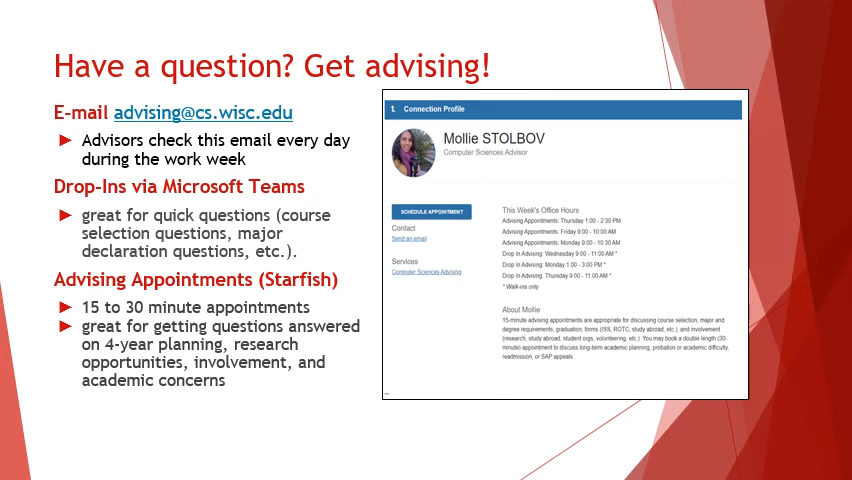 Have a question? Get advising!
E-mail advising@cs.wisc.edu
Advisors check this email every day
during the work week
Drop-Ins via Microsoft Teams
great for quick questions (course
selection questions, major
declaration questions, etc.).
Advising Appointments (Starfish)
15 to 30 minute appointments
great for getting questions answered
on 4-year planning, research
opportunities, involvement, and
academic concerns
Connection Profile
Mollie STOLBOV
Computer Sciences Advisor
SCHEDULE APPOINTMENT
Contact
Send an email
Services
Computer Sciences Advising
This Week's Office Hours
Advising Appointments: Thursday 1:00 - 2:30 PM
Advising Appointments: Friday 9:00 - 10:00 AM
Advising Appointments: Monday 9:00 - 10:30 AM
Drop In Advising: Wednesday 9:00 - 11:00 AM *
Drop In Advising: Monday 1:00 - 3:00 PM *
Drop In Advising: Thursday 9:00 - 11:00 AM *
* Walk-ins only
About Mollie
15-minute advising appointments are appropriate for discussing course selection, major and
degree requirements, graduation, forms (ISS, ROTC, study abroad, etc.), and involvement
(research, study abroad, student orgs, volunteering, etc.). You may book a double length (30-
minute) appointment to discuss long-term academic planning, probation or academic difficulty,
readmission, or SAP appeals.